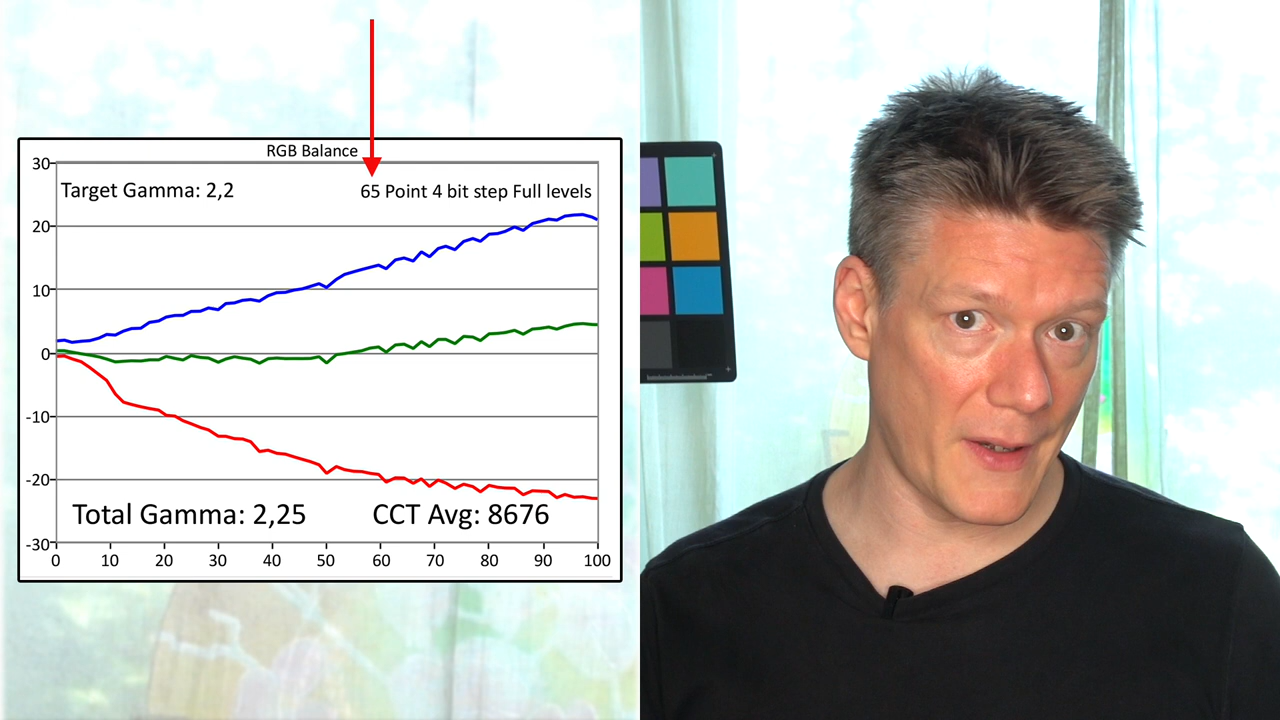 RGB Balance
Target Gamma: 2,2
65 Point 4 bit step Full levels
30
20
10
0
-10
-20
-30
Total Gamma: 2,25
CCT Avg: 8676
0 10 20 30 40 50 60 70 80 90 100